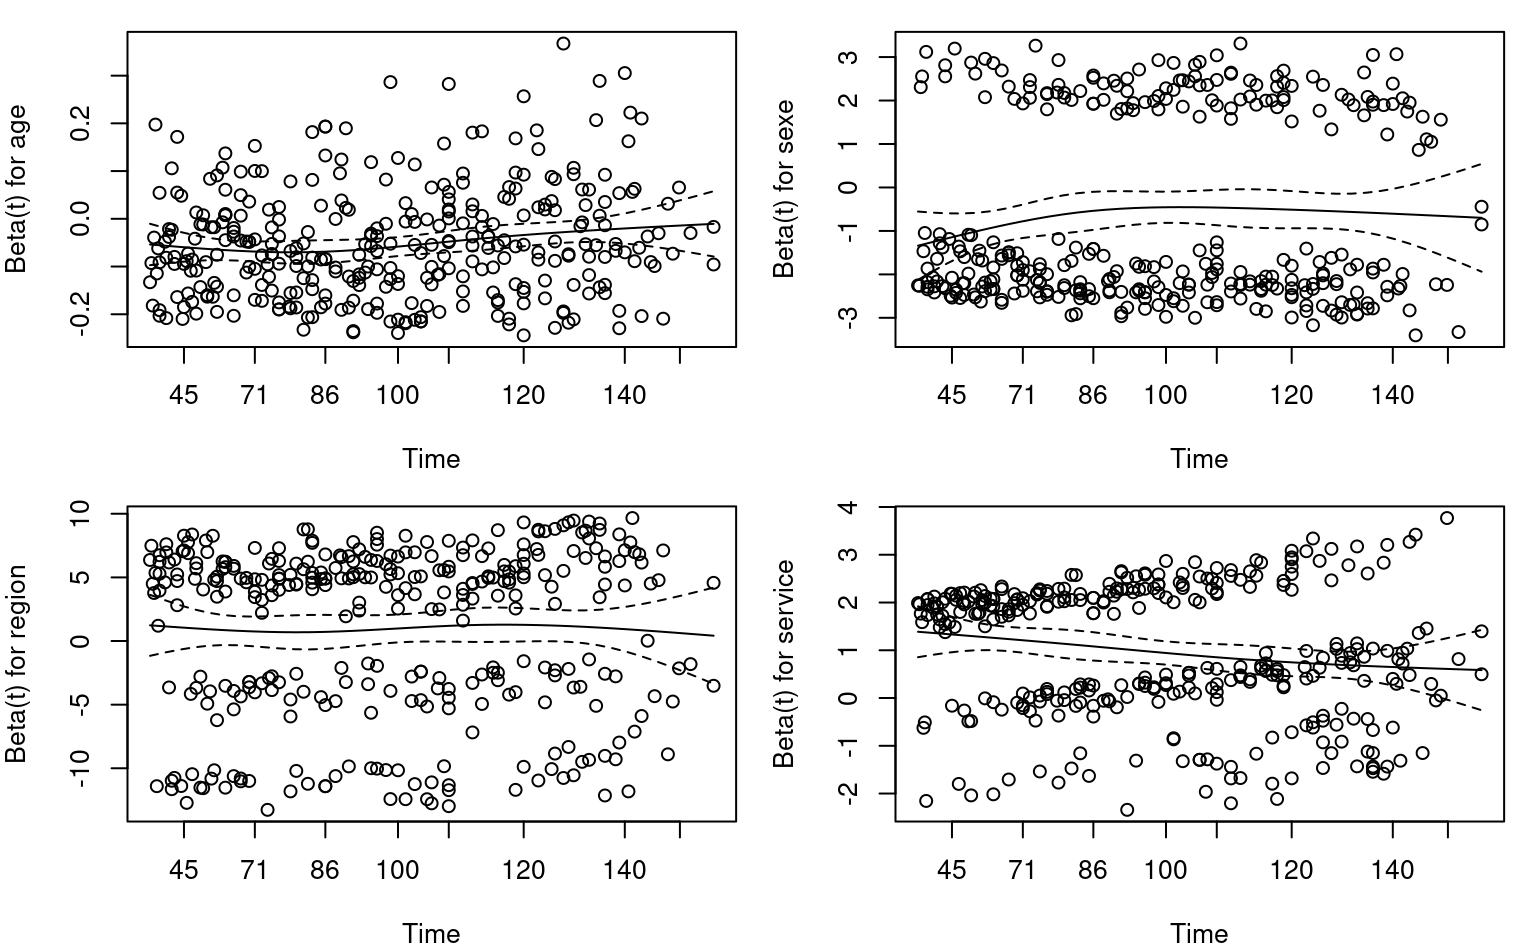 Beta(t) for age
0.2
0.0
-0.2
45 71 86 100 120 140
Time
Beta(t) for sexe
3
2
1
0
-1
-3
45 71 86 100 120 140
Time
Beta(t) for region
10
5
0
-5
-10
45 71 86 100 120 140
Time
Beta(t) for service
4
3
2
1
0
-1
-2
45 71 86 100 120 140
Time